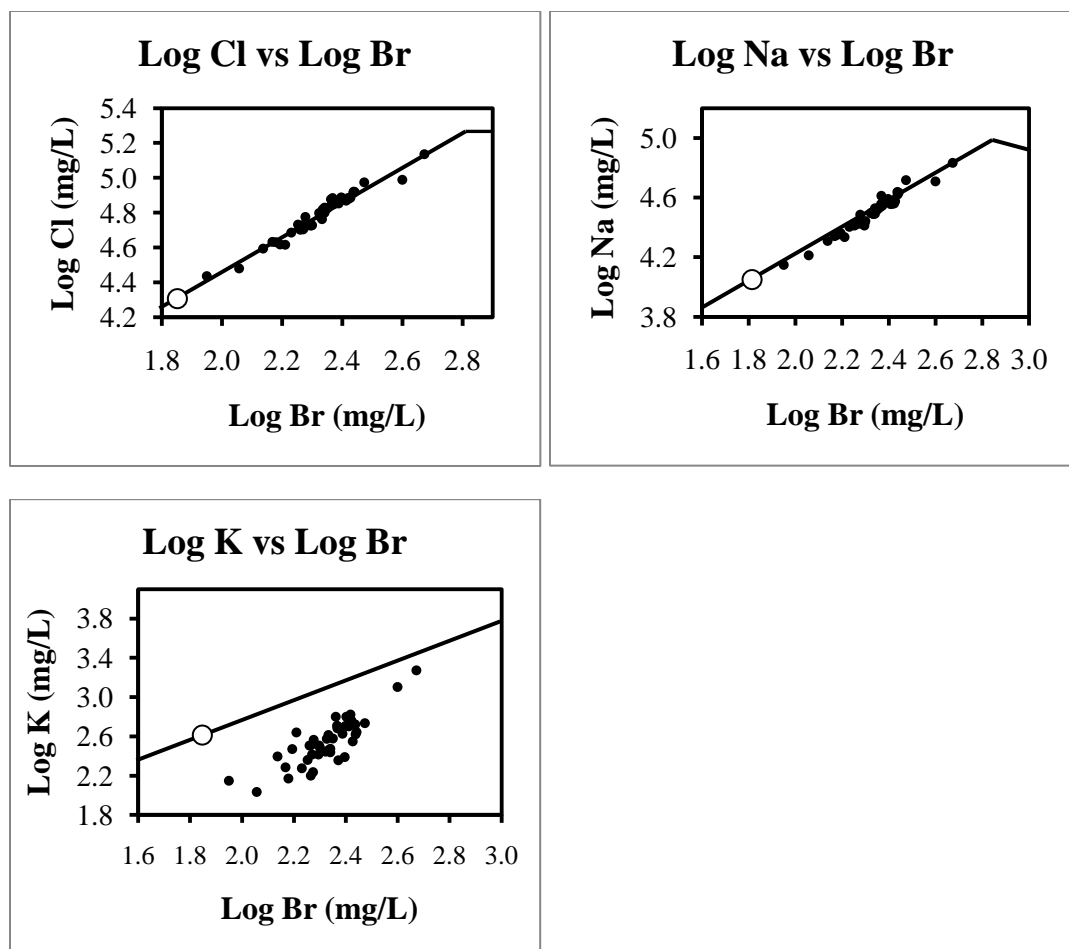 Log Cl vs Log Br
5.4
5.2
5.0
4.8
4.6
4.4
4.2
Log Cl (mg/L)
1.8 2.0 2.2 2.4 2.6 2.8
Log Br (mg/L)
Log Na vs Log Br
5.0
4.6
4.2
3.8
Log Na (mg/L)
1.6 1.8 2.0 2.2 2.4 2.6 2.8 3.0
Log Br (mg/L)
Log K vs Log Br
3.8
3.4
3.0
2.6
2.2
1.8
Log K (mg/L)
1.6 1.8 2.0 2.2 2.4 2.6 2.8 3.0
Log Br (mg/L)